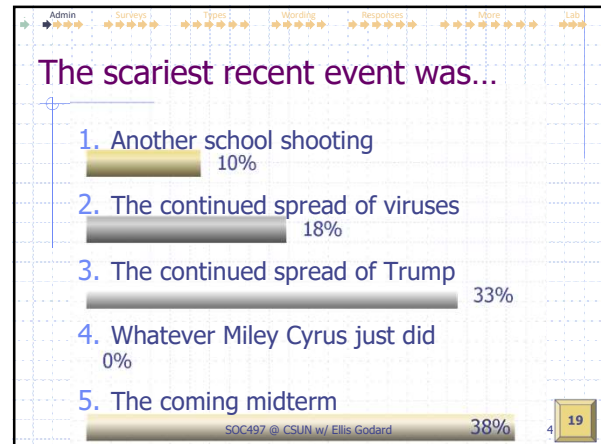 Admin Surveys Types Wording Responses More Lab
The scariest recent event was...
1. Another school shooting
10%
2. The continued spread of viruses
18%
3. The continued spread of Trump
33%
4. Whatever Miley Cyrus just did
0%
5. The coming midterm
SOC497 @ CSUN w/ Ellis Godard 38% 4 19